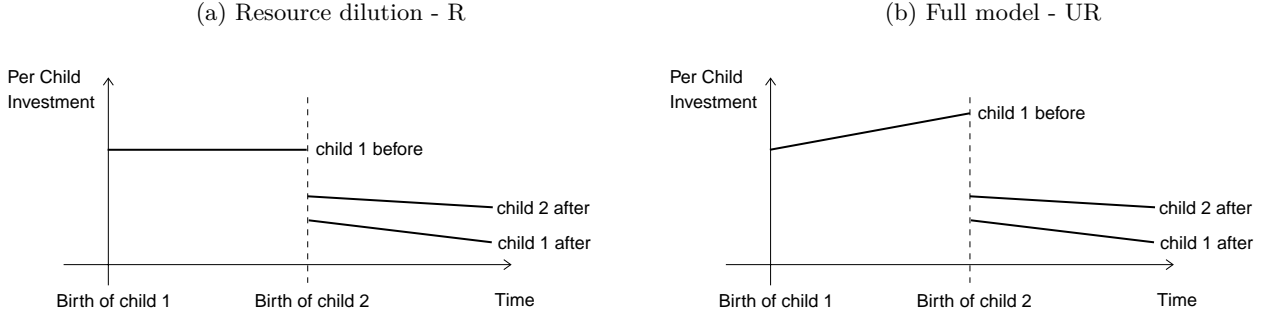 (a) Resource dilution - R
Per Child
Investment
child 1 before
child 2 after
child 1 after
Birth of child 1
Birth of child 2
Time
(b) Full model - UR
Per Child
Investment
child 1 before
child 2 after
child 1 after
Birth of child 1
Birth of child 2
Time